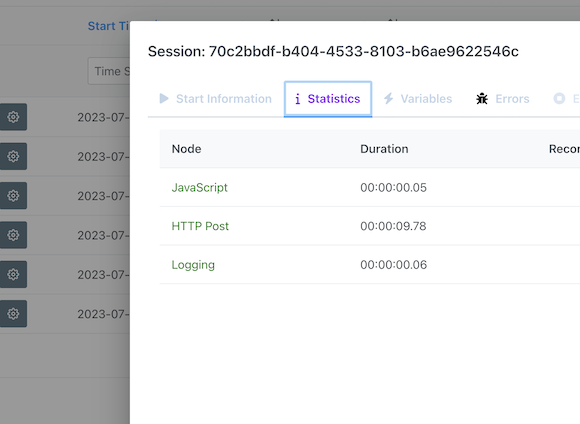 Start Ti
Session: 70c2bbdf-b404-4533-8103-b6ae9622546c
Time S
Start Information
Statistics
Variables
Errors
E
2023-07-
Node Duration Recor
2023-07-
JavaScript 00:00:00.05
2023-07-
HTTP Post 00:00:09.78
2023-07-
Logging 00:00:00.06
2023-07-
2023-07-